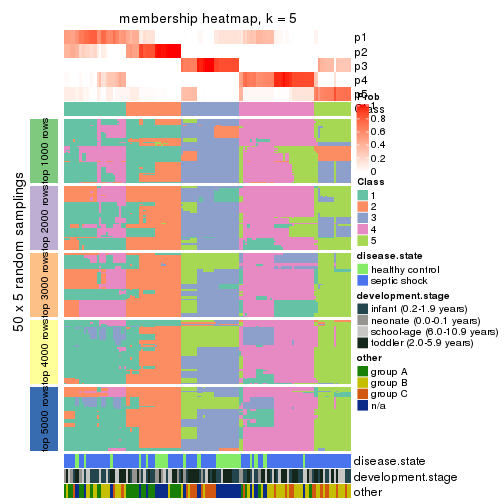 membership heatmap, k = 5
p1
p2
p3
p4
p5
Class
50 x 5 random samplings
top 1000 rows
top 2000 rows
top 3000 rows
top 4000 rows
top 5000 rows
Prob
1
0.8
0.6
0.4
0.2
0
Class
1
2
3
4
5
disease.state
healthy control
septic shock
development.stage
infant (0.2-1.9 years)
neonate (0.0-0.1 years)
school-age (6.0-10.9 years)
toddler (2.0-5.9 years)
other
group A
group B
group C
n/a
disease.state
development.stage
other